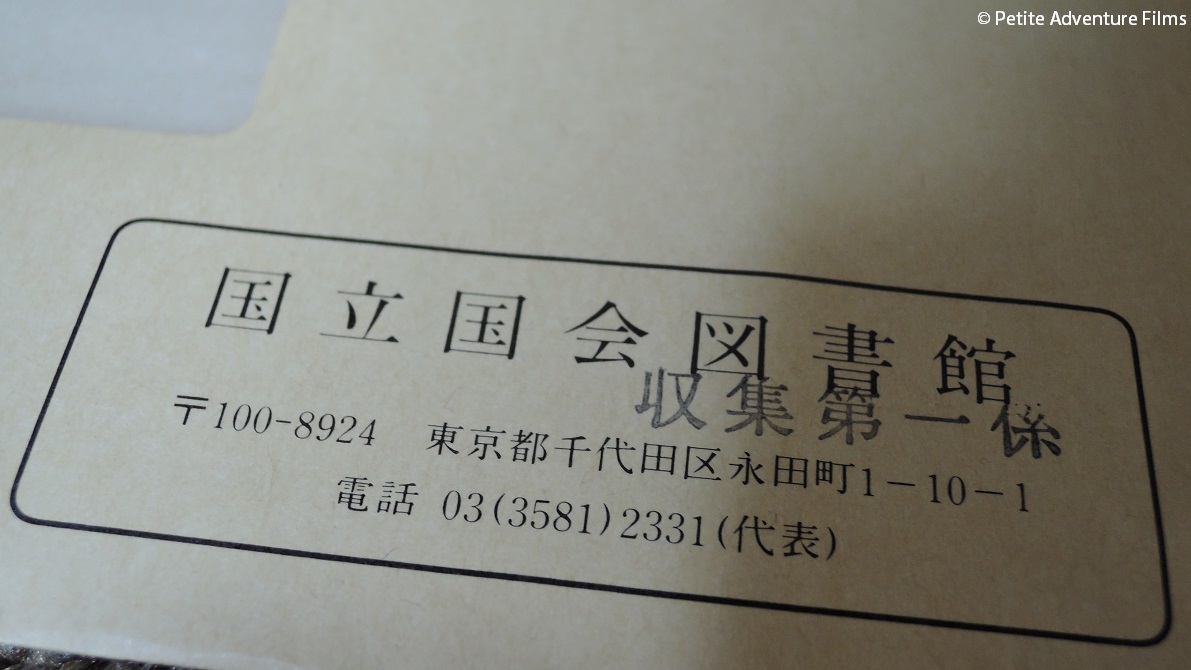 © Petite Adventure Films
国立国会図書館
収集第一係
〒100-8924 東京都千代田区永田町1-10-1
電話 03(3581)2331(代表)